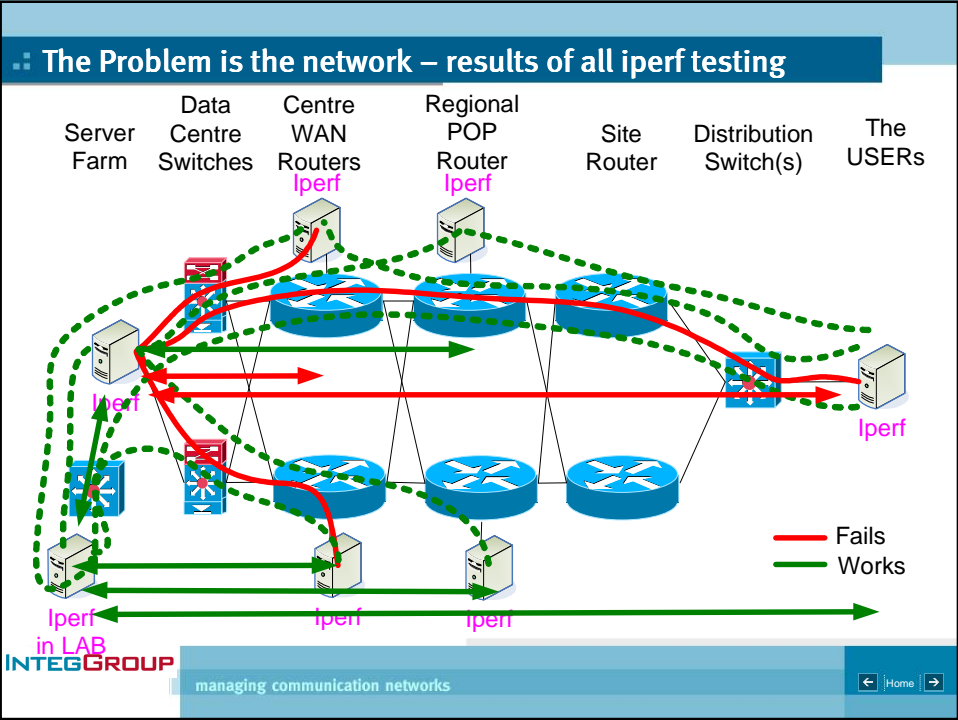 The Problem is the network – results of all iperf testing
Server
Farm
Data
Centre
Switches
Centre
WAN
Routers
Iperf
Regional
POP
Router
Iperf
Site
Router
Distribution
Switch(s)
The
USERs
Iperf
Iperf
Fails
Works
Iperf
in LAB
Iperf
Iperf
INTEGGROUP
managing communication networks
Home